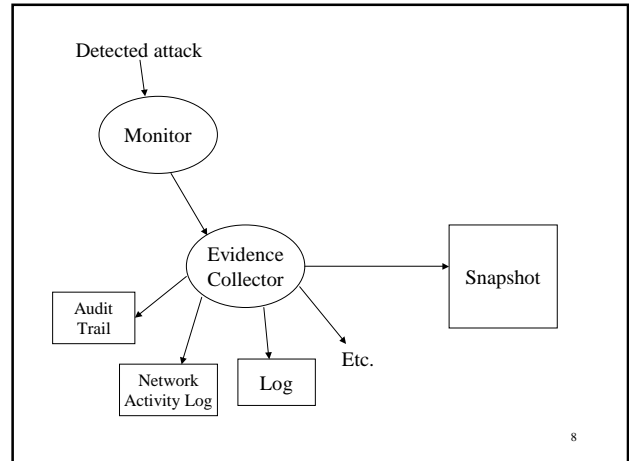 Detected attack
Monitor
Evidence
Collector
Snapshot
Audit
Trail
Network
Activity Log
Log
Etc.
8